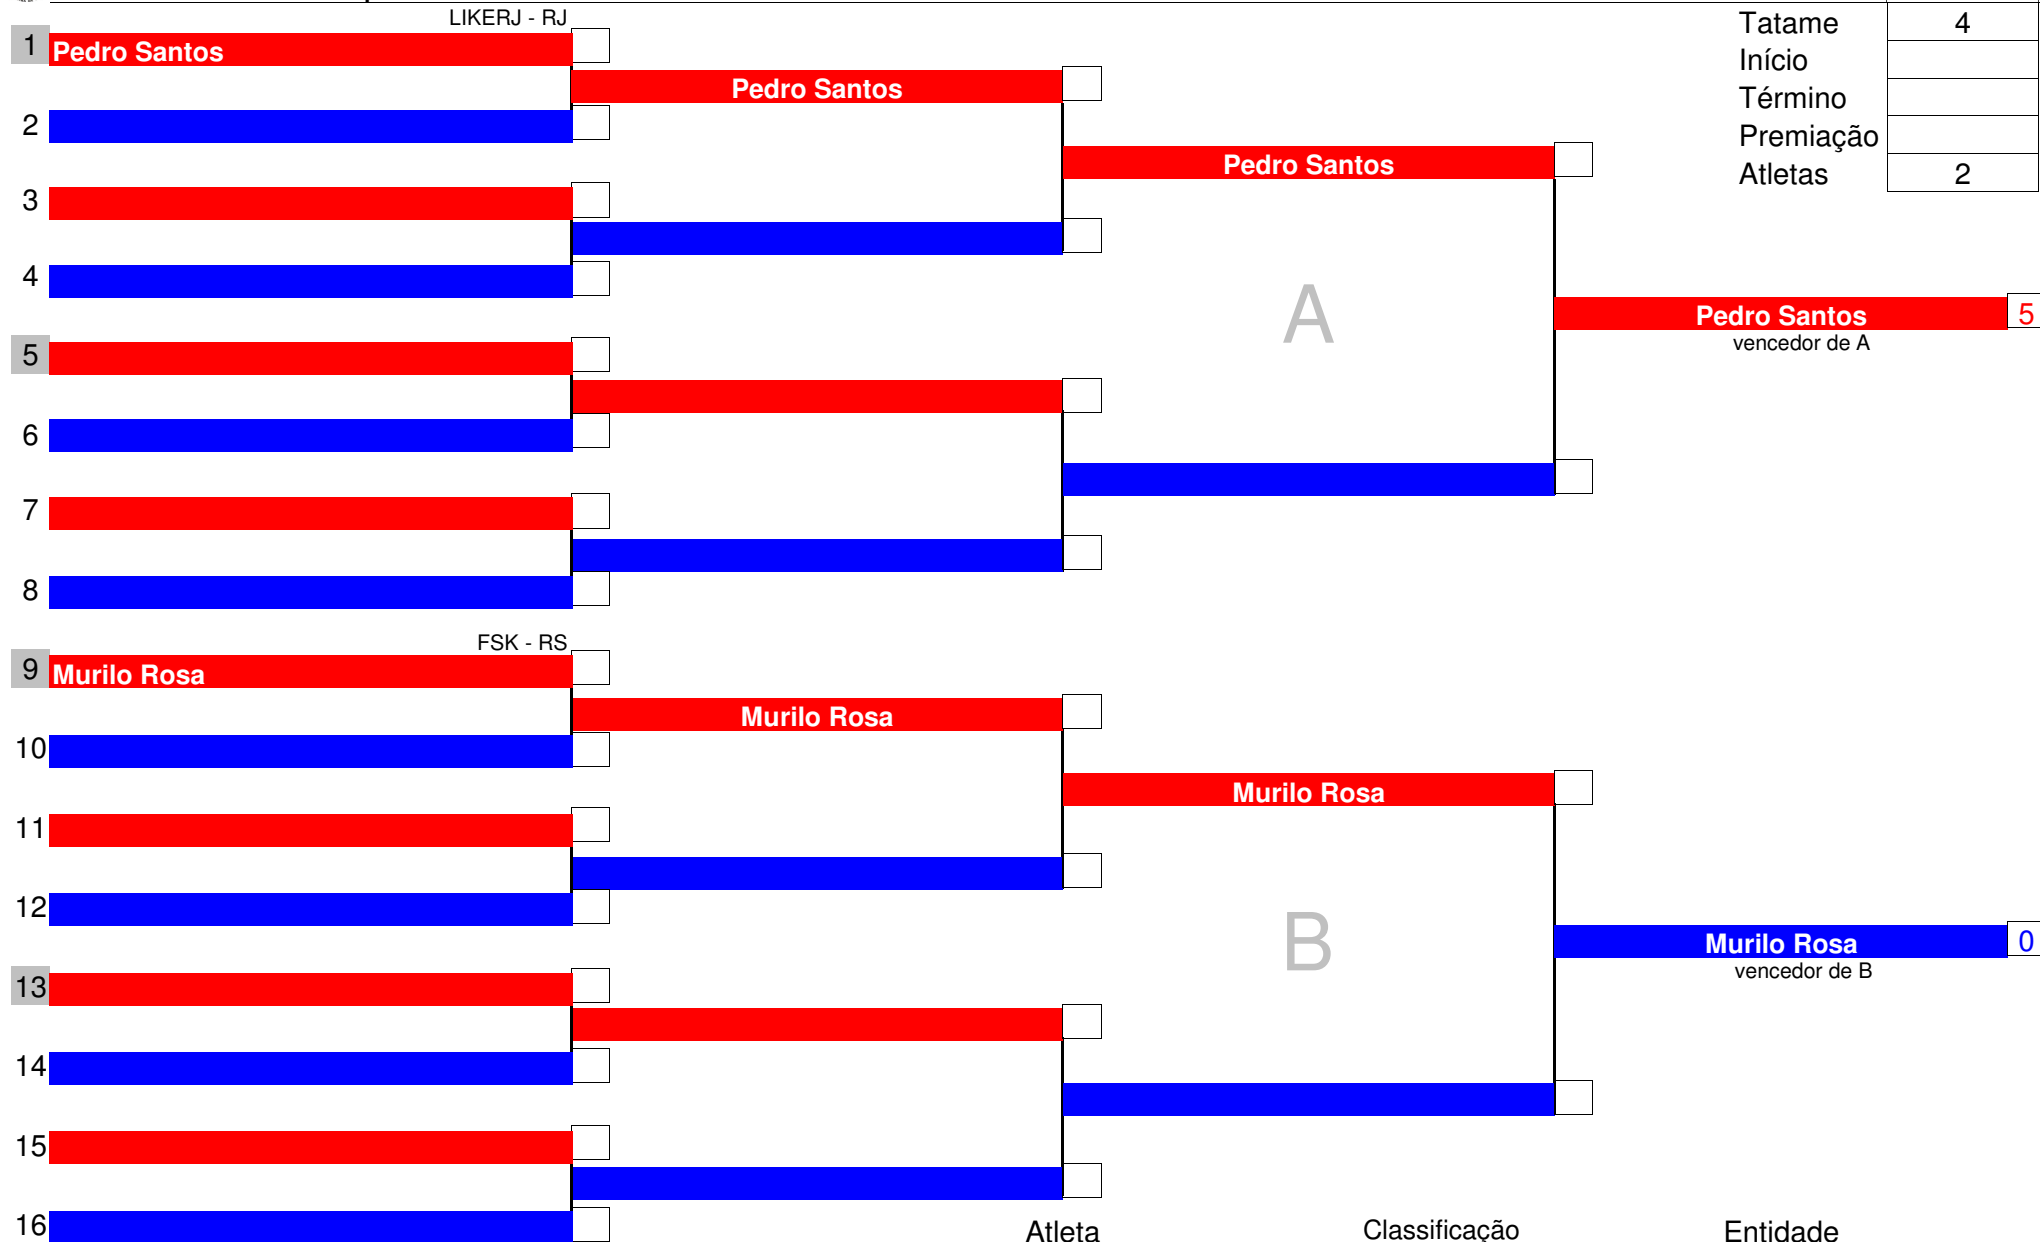 LIKERJ - RJ
Tatame 4
1 Pedro Santos
Início
Pedro Santos
Término
2
Premiação
Pedro Santos
Atletas 2
3
4
A
Pedro Santos 5
vencedor de A
5
6
7
8
FSK - RS
9 Murilo Rosa
Murilo Rosa
10
Murilo Rosa
11
12
B
Murilo Rosa 0
vencedor de B
13
14
15
16
Atleta Classificação Entidade